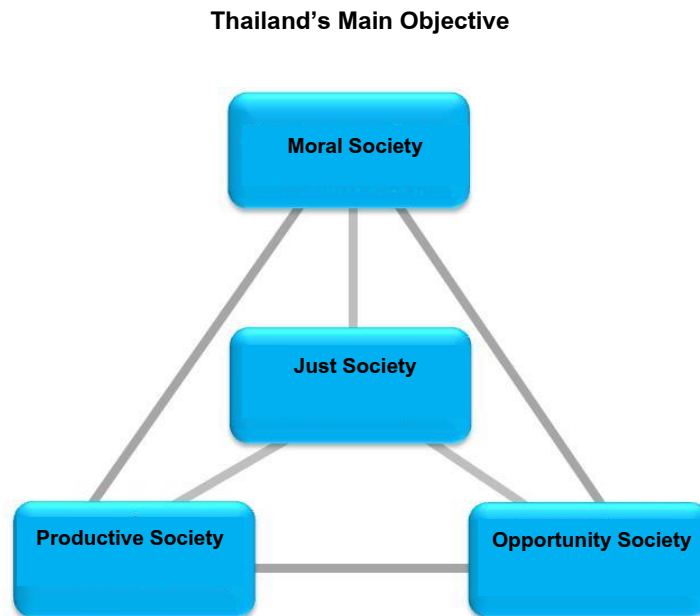 Thailand’s Main Objective
Moral Society
Just Society
Productive Society
Opportunity Society